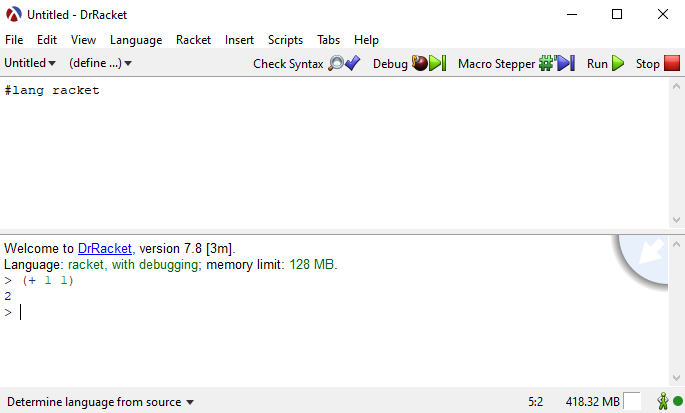 Untitled - DrRacket
File Edit View Language Racket Insert Scripts Tabs Help
Untitled (define ...) Check Syntax Debug Macro Stepper Run Stop
#lang racket
Welcome to DrRacket, version 7.8 [3m].
Language: racket, with debugging; memory limit: 128 MB.
> (+ 1 1)
2
>
Determine language from source 5:2 418.32 MB